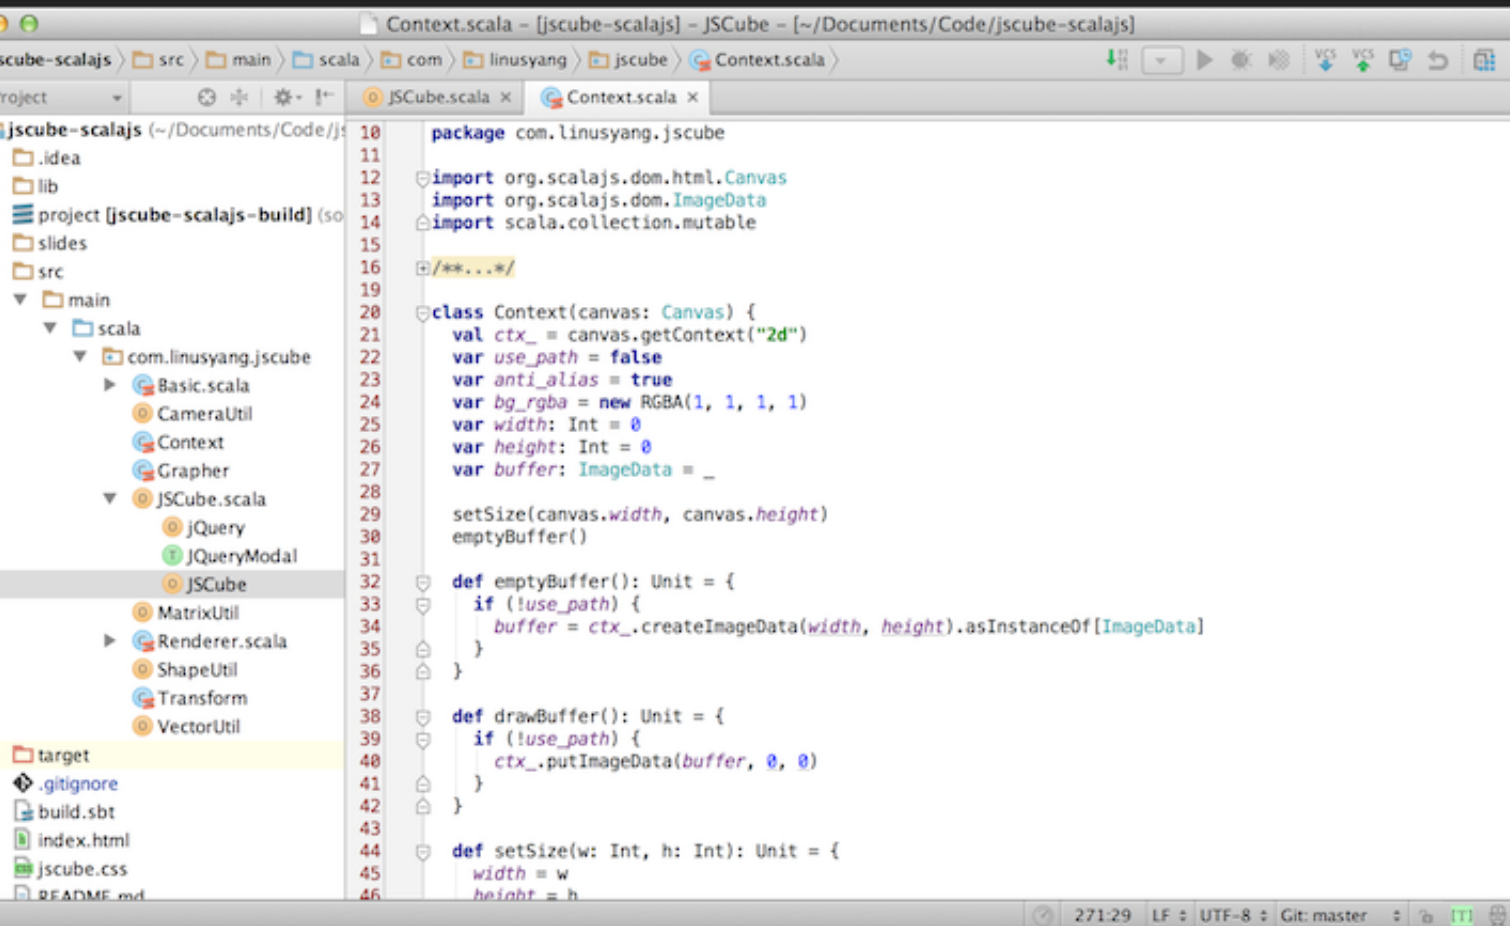 Context.scala – [jscube-scalajs] – JSCube – [~/Documents/Code/jscube-scalajs]
scube-scalajs src main scala com linusyang jscube Context.scala
roject
JSCube.scala Context.scala
jscube-scalajs (~/Documents/Code/js
.idea
lib
project [jscube-scalajs-build] (so
slides
src
main
scala
com.linusyang.jscube
Basic.scala
CameraUtil
Context
Grapher
JSCube.scala
jQuery
JQueryModal
JSCube
MatrixUtil
Renderer.scala
ShapeUtil
Transform
VectorUtil
target
.gitignore
build.sbt
index.html
jscube.css
README.md
10 package com.linusyang.jscube
11
12 import org.scalajs.dom.html.Canvas
13 import org.scalajs.dom.ImageData
14 import scala.collection.mutable
15
16 /**...*/
19
20 class Context(canvas: Canvas) {
21 val ctx_ = canvas.getContext("2d")
22 var use_path = false
23 var anti_alias = true
24 var bg_rgba = new RGBA(1, 1, 1, 1)
25 var width: Int = 0
26 var height: Int = 0
27 var buffer: ImageData = _
28
29 setSize(canvas.width, canvas.height)
30 emptyBuffer()
31
32 def emptyBuffer(): Unit = {
33 if (!use_path) {
34 buffer = ctx_.createImageData(width, height).asInstanceOf[ImageData]
35 }
36 }
37
38 def drawBuffer(): Unit = {
39 if (!use_path) {
40 ctx_.putImageData(buffer, 0, 0)
41 }
42 }
43
44 def setSize(w: Int, h: Int): Unit = {
45 width = w
46 height = h
271:29 LF UTF-8 Git: master [T]